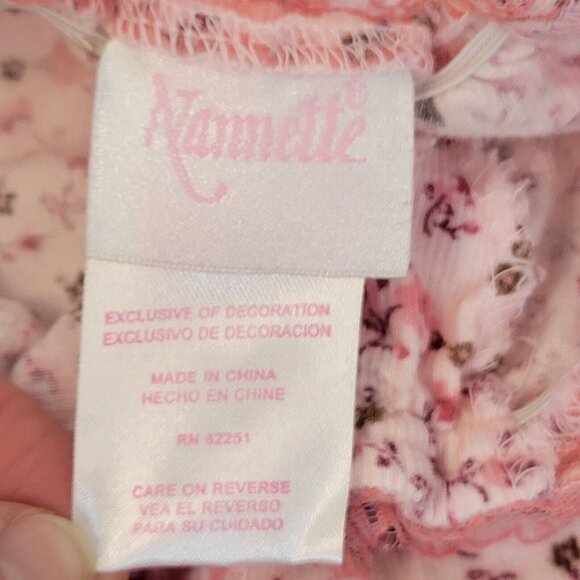 Nannette®
EXCLUSIVE OF DECORATION
EXCLUSIVO DE DECORACION
MADE IN CHINA
HECHO EN CHINE
RN 52251
CARE ON REVERSE
VEA EL REVERSO
PARA SU CUIDADO